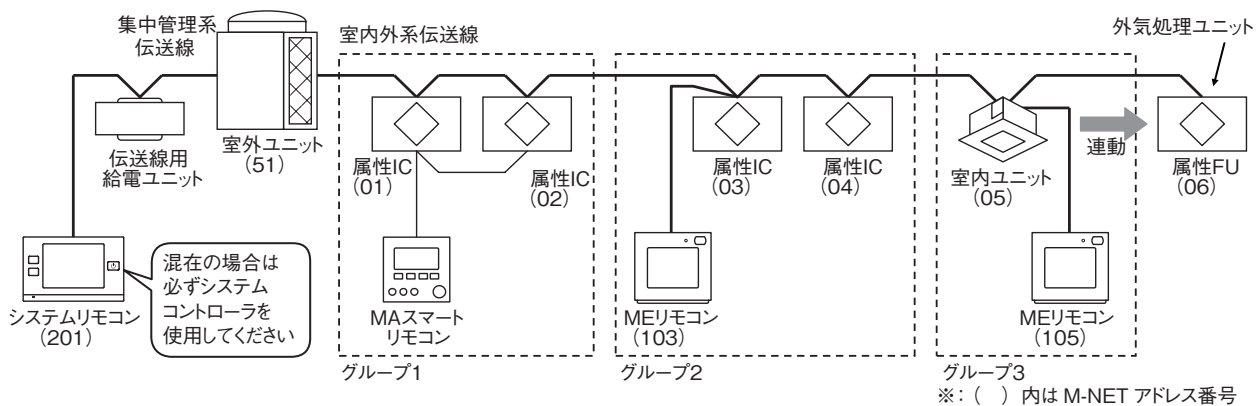 集中管理系
伝送線
室内外系伝送線
外気処理ユニット
伝送線用
給電ユニット
室外ユニット
(51)
属性IC
(01)
属性IC
(02)
属性IC
(03)
属性IC
(04)
室内ユニット
(05)
連動
属性FU
(06)
システムリモコン
(201)
混在の場合は
必ずシステム
コントローラを
使用してください
MAスマート
リモコン
MEリモコン
(103)
MEリモコン
(105)
グループ1
グループ2
グループ3
※:( )内は M-NET アドレス番号